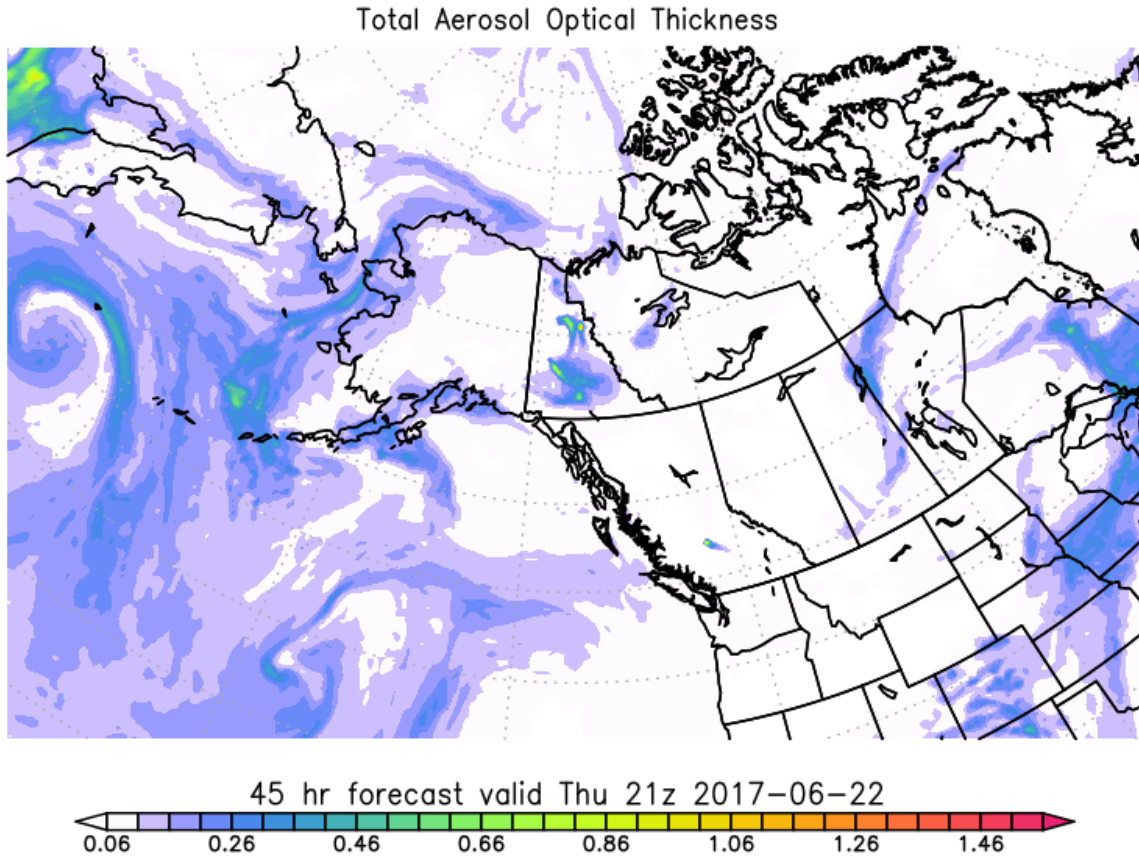 Total Aerosol Optical Thickness
45 hr forecast valid Thu 21z 2017-06-22
0.06 0.26 0.46 0.66 0.86 1.06 1.26 1.46